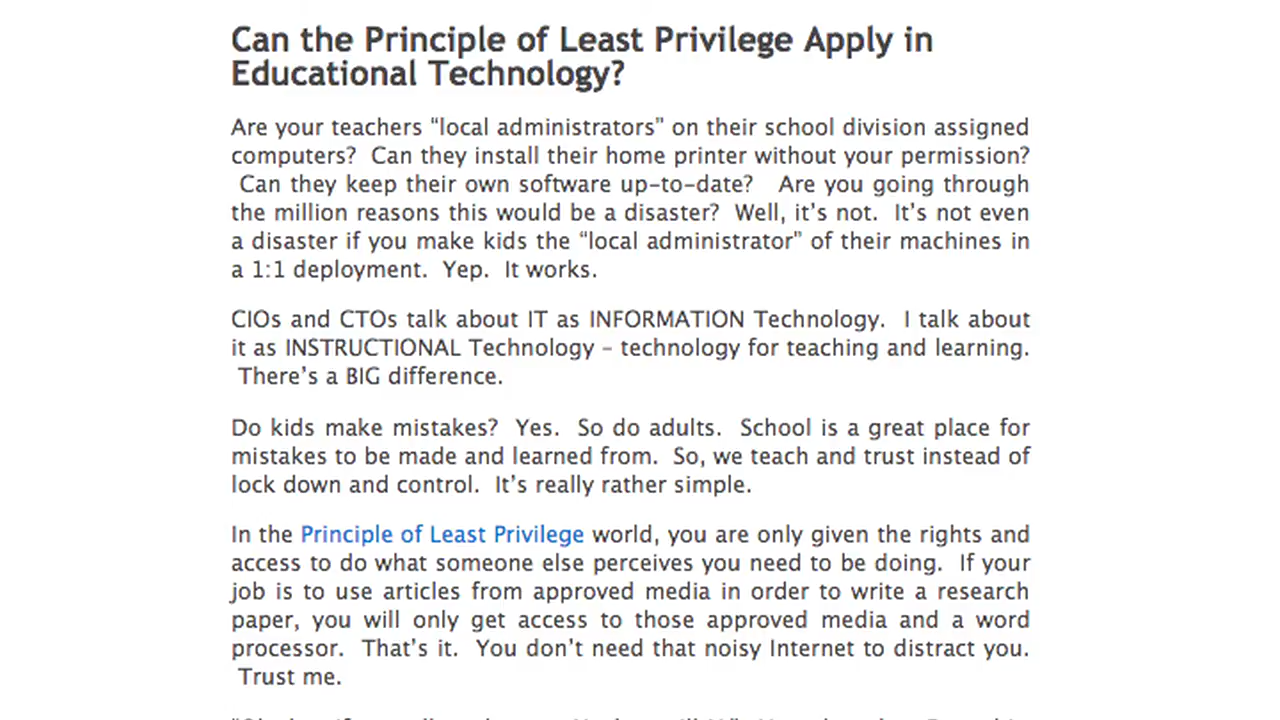 Can the Principle of Least Privilege Apply in
Educational Technology?
Are your teachers “local administrators” on their school division assigned
computers?  Can they install their home printer without your permission?
Can they keep their own software up-to-date?   Are you going through
the million reasons this would be a disaster?  Well, it’s not.  It’s not even
a disaster if you make kids the “local administrator” of their machines in
a 1:1 deployment.  Yep.  It works.
CIOs and CTOs talk about IT as INFORMATION Technology.  I talk about
it as INSTRUCTIONAL Technology – technology for teaching and learning.
There’s a BIG difference.
Do kids make mistakes?  Yes.  So do adults.  School is a great place for
mistakes to be made and learned from.  So, we teach and trust instead of
lock down and control.  It’s really rather simple.
In the Principle of Least Privilege world, you are only given the rights and
access to do what someone else perceives you need to be doing.  If your
job is to use articles from approved media in order to write a research
paper, you will only get access to those approved media and a word
processor.  That’s it.  You don’t need that noisy Internet to distract you.
Trust me.